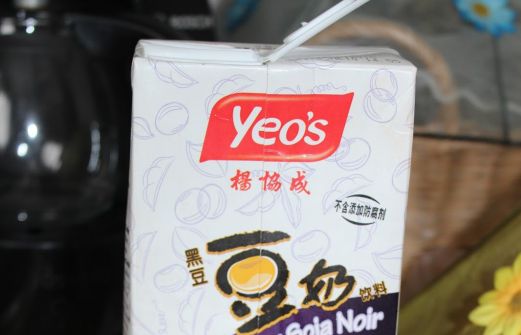 Yeo's
楊協成
不含添加防腐剂
黑豆
豆奶
饮料
Soja Noir